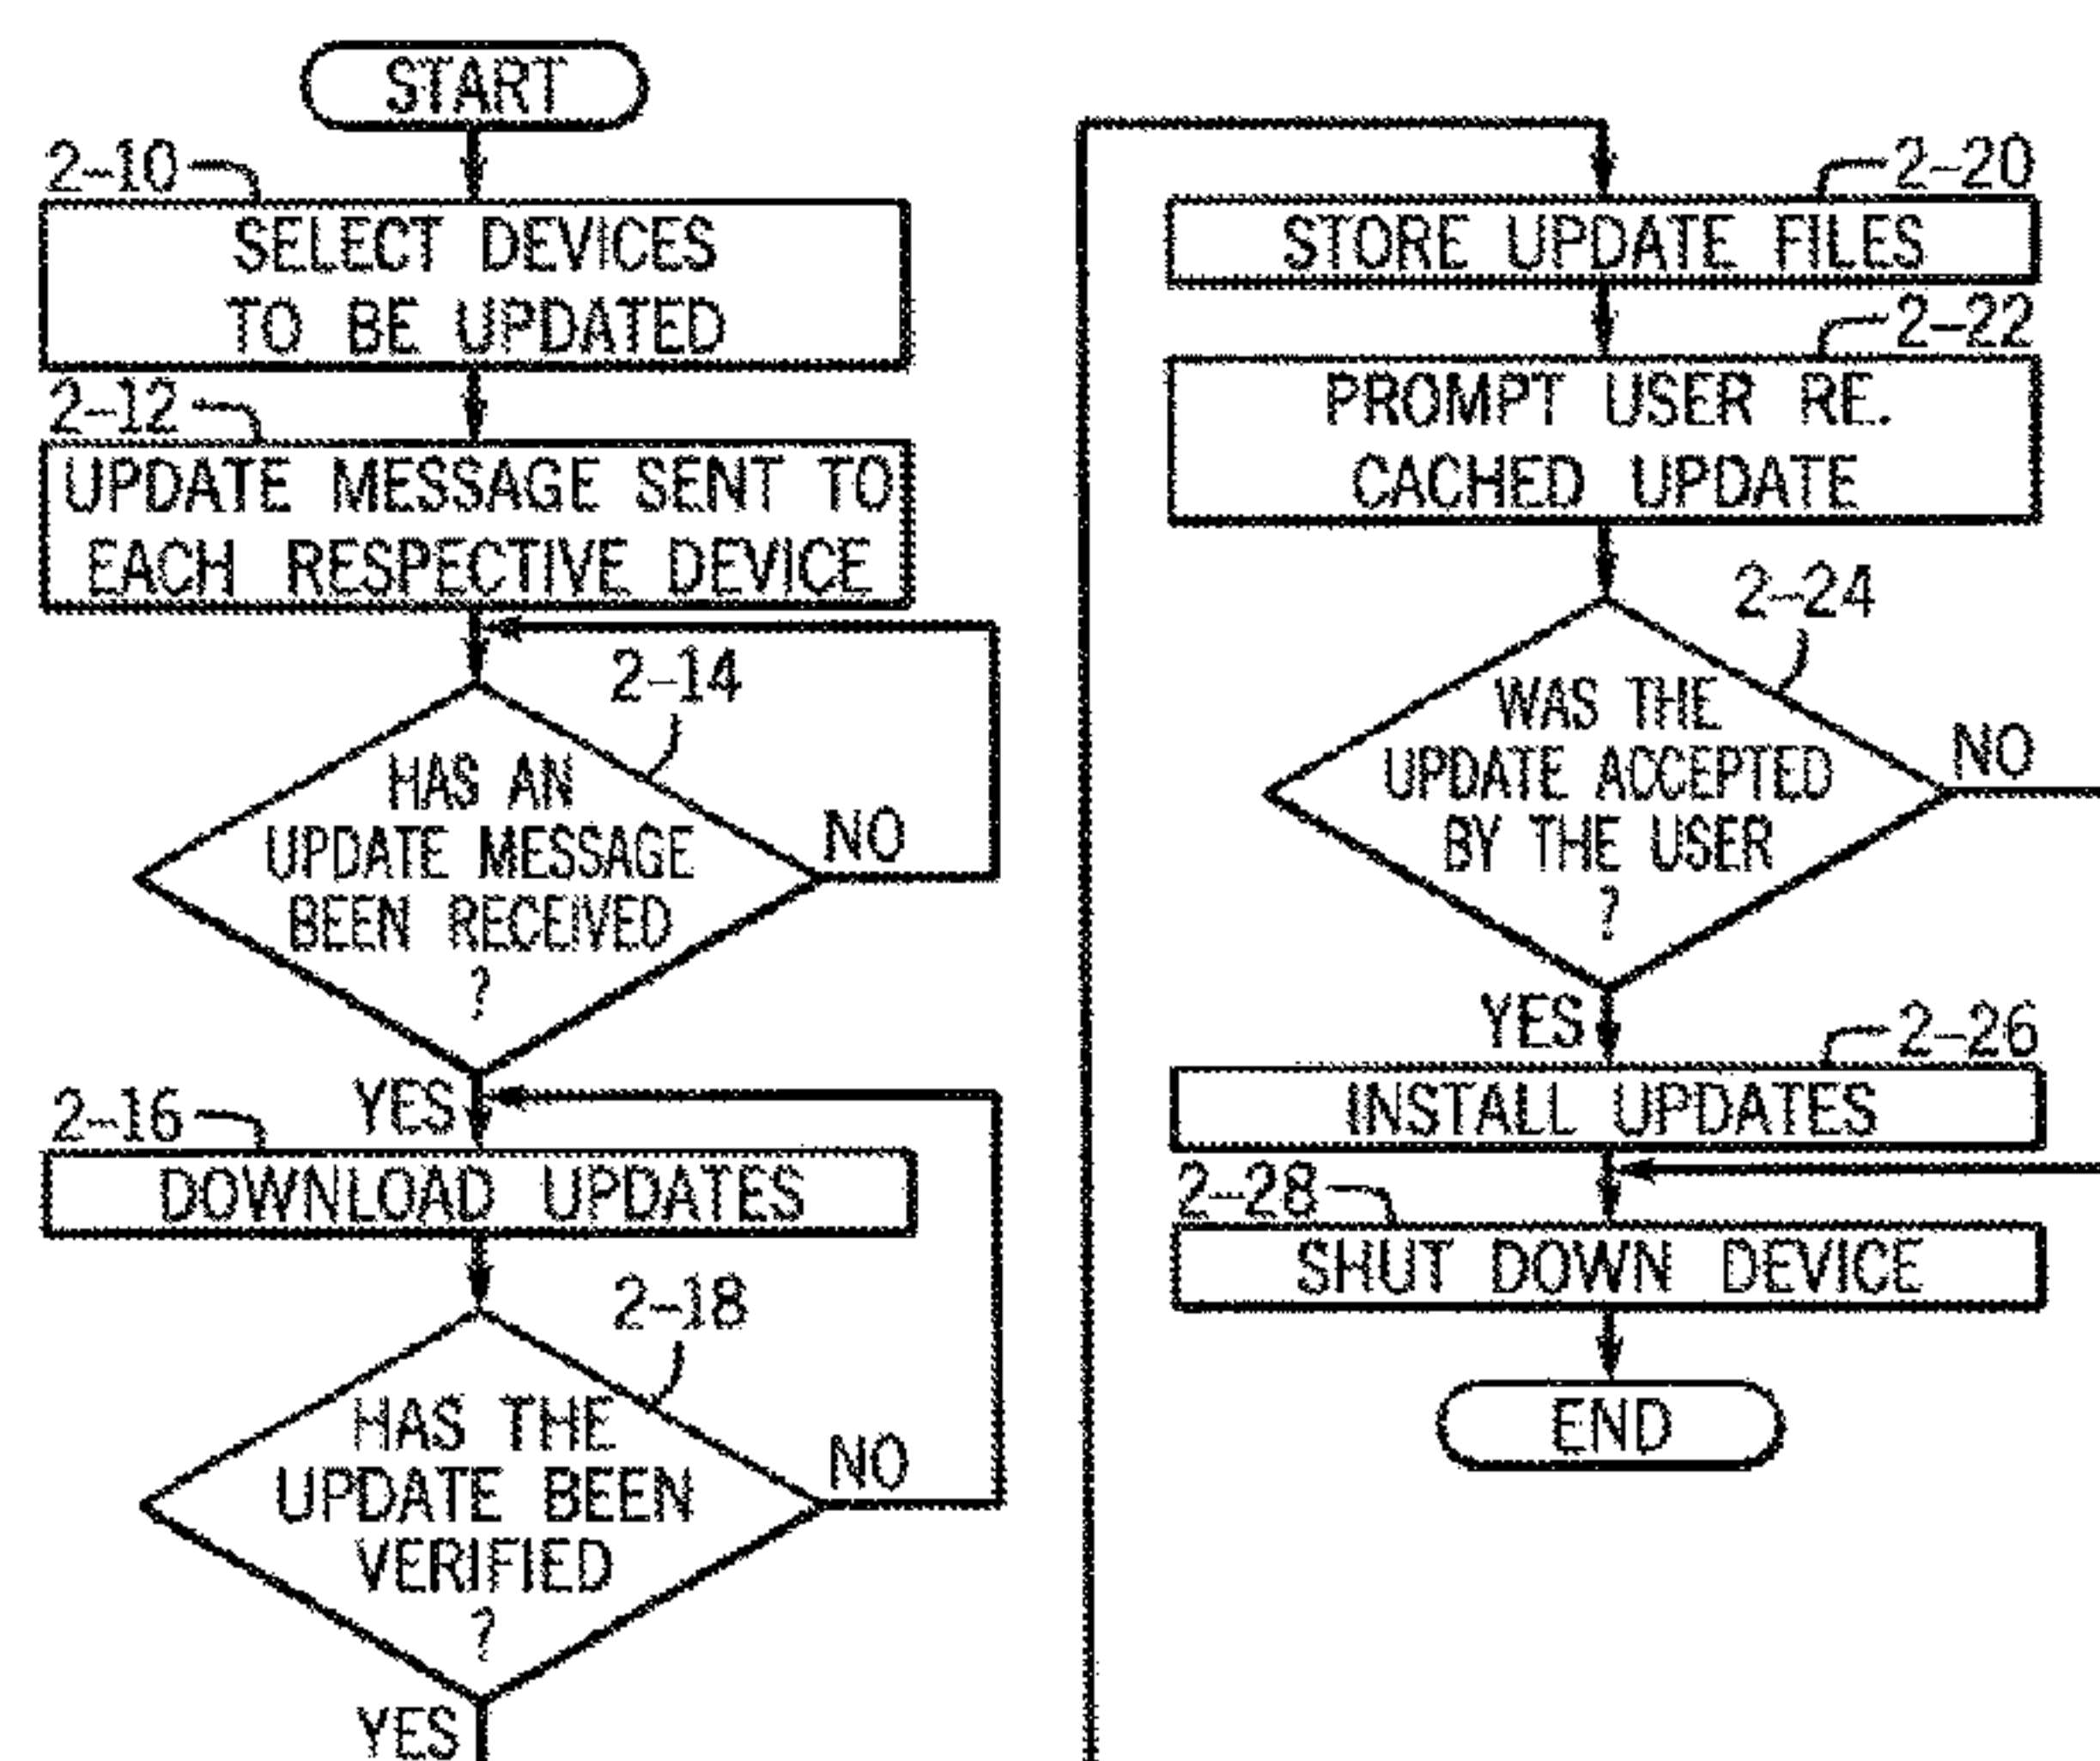 START
2-10
SELECT DEVICES
TO BE UPDATED
2-12
UPDATE MESSAGE SENT TO
EACH RESPECTIVE DEVICE
2-14
HAS AN
UPDATE MESSAGE
BEEN RECEIVED
?
NO
YES
2-16
DOWNLOAD UPDATES
2-18
HAS THE
UPDATE BEEN
VERIFIED
?
NO
YES
2-20
STORE UPDATE FILES
2-22
PROMPT USER RE.
CACHED UPDATE
2-24
WAS THE
UPDATE ACCEPTED
BY THE USER
?
NO
YES
2-26
INSTALL UPDATES
2-28
SHUT DOWN DEVICE
END